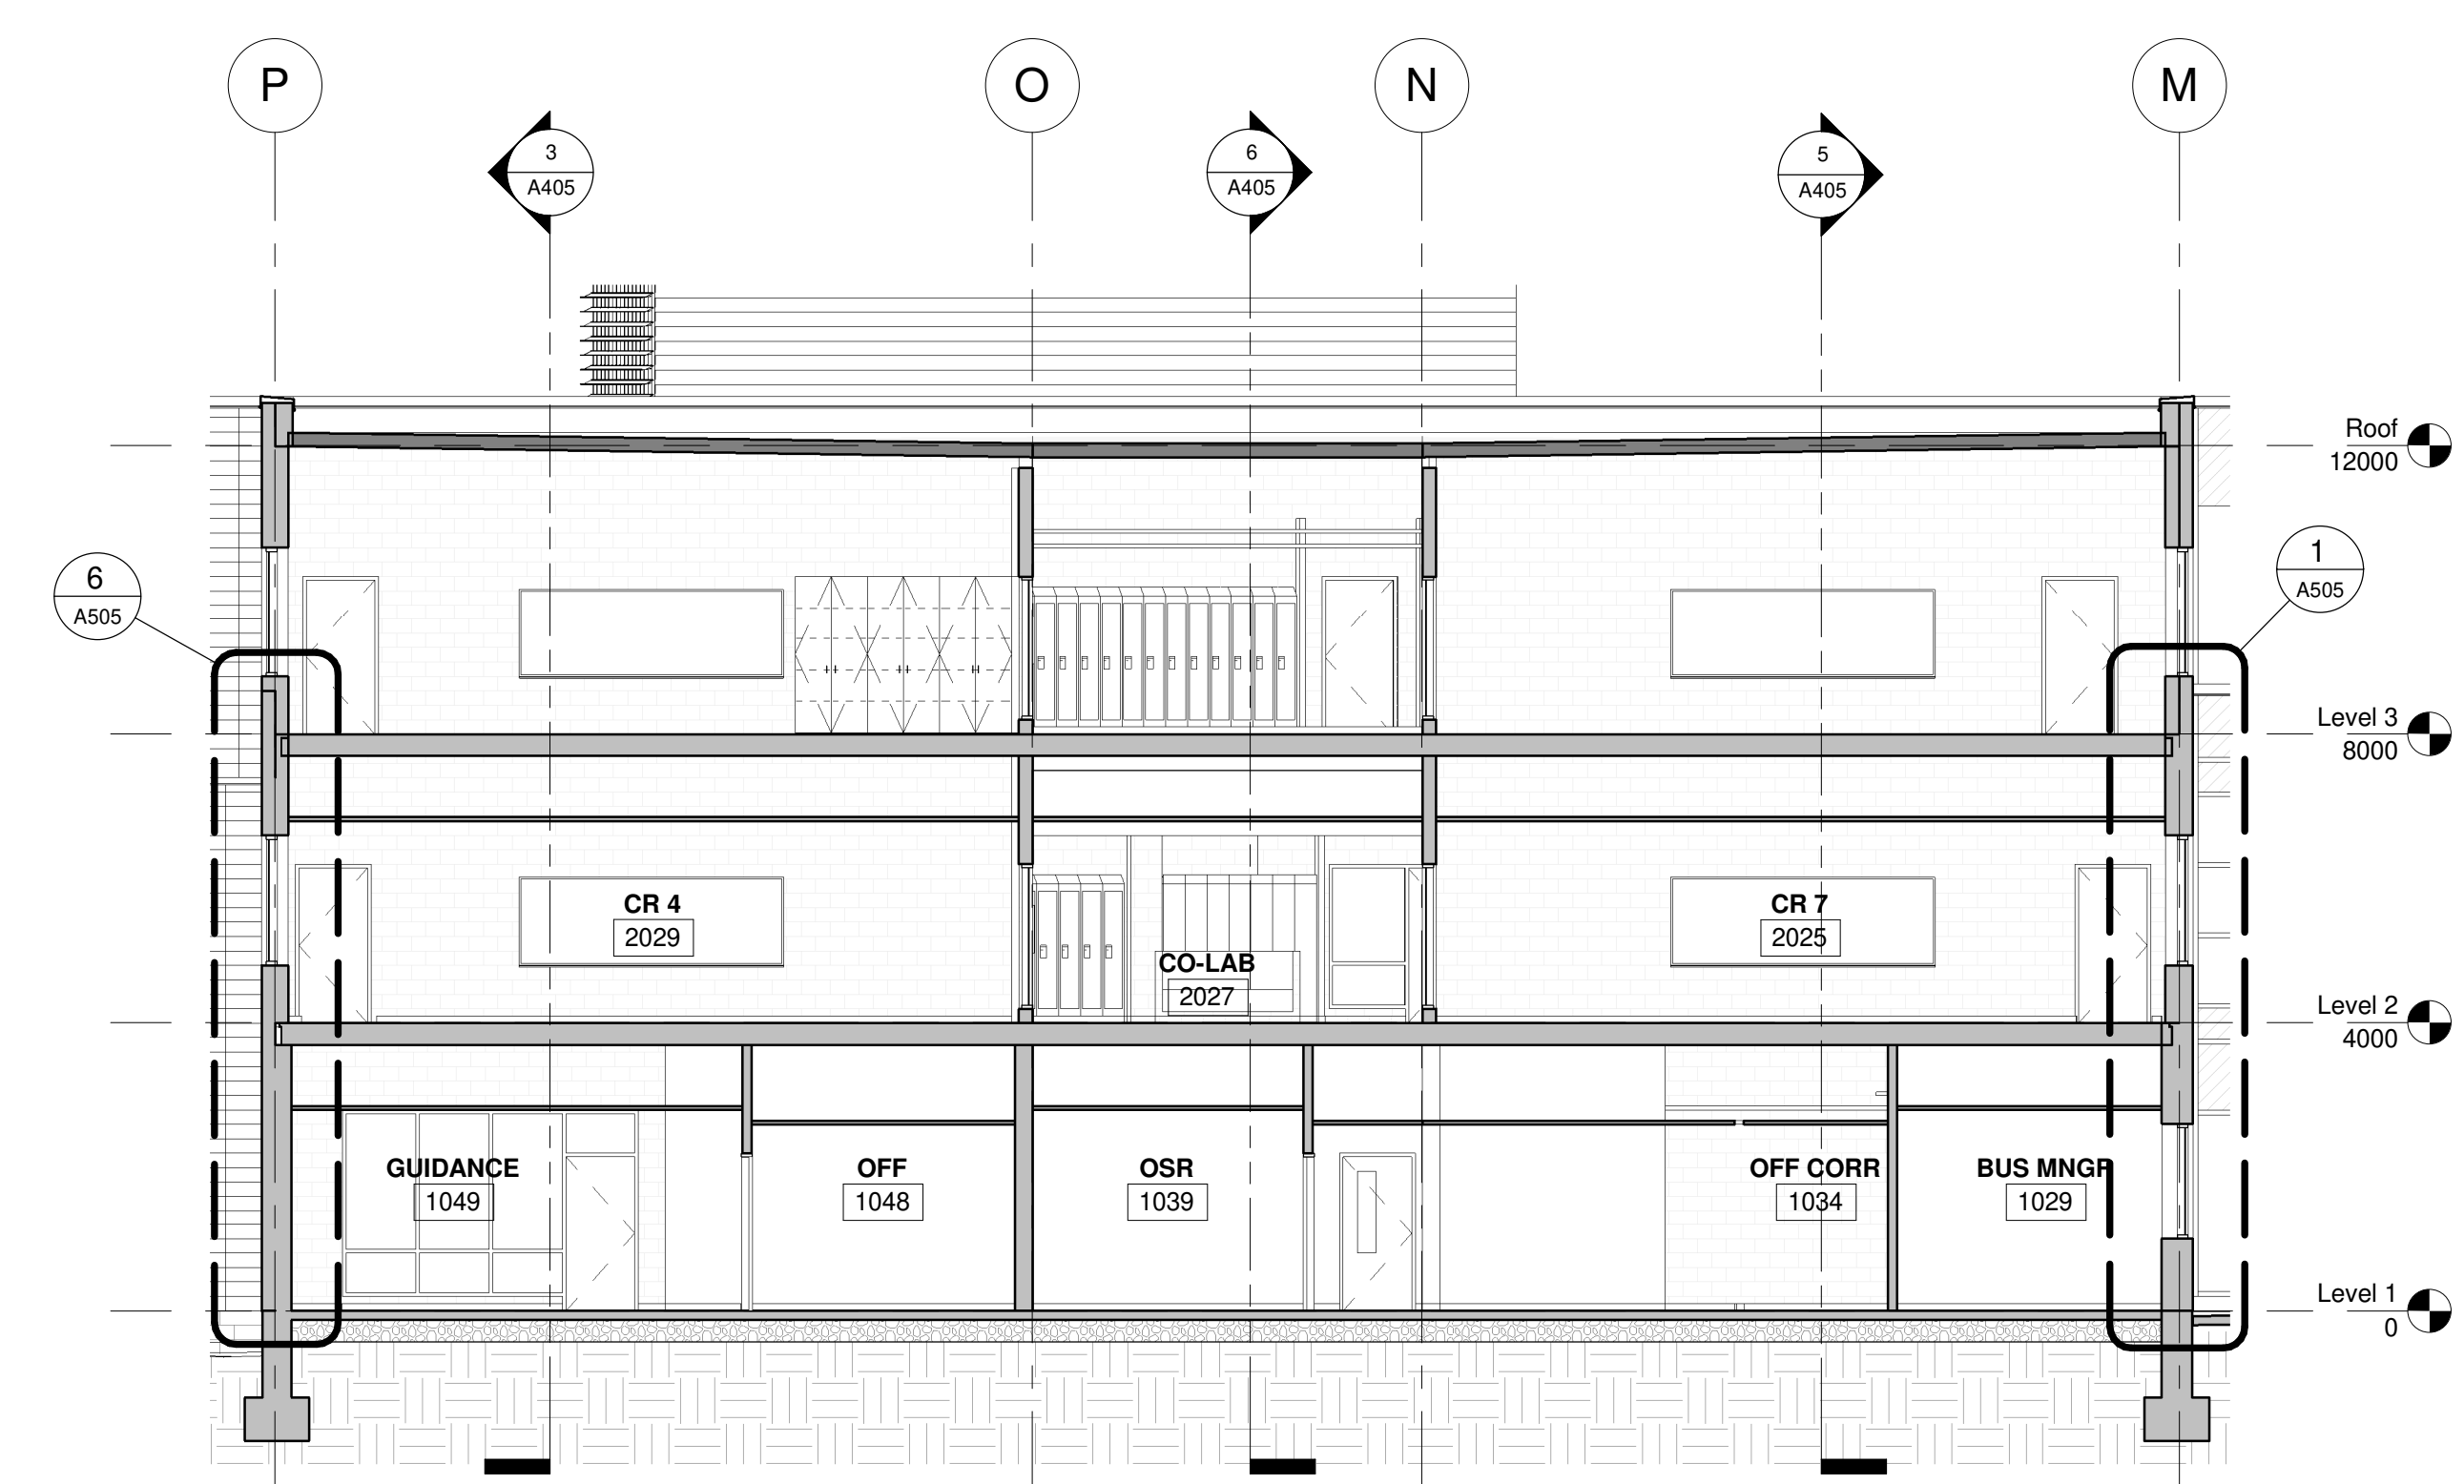 P
O
N
M
3
A405
6
A405
5
A405
Roof
12000
6
A505
1
A505
Level 3
8000
CR 4
2029
CR 7
2025
CO-LAB
2027
Level 2
4000
GUIDANCE
1049
OFF
1048
OSR
1039
OFF CORR
1034
BUS MNGR
1029
Level 1
0